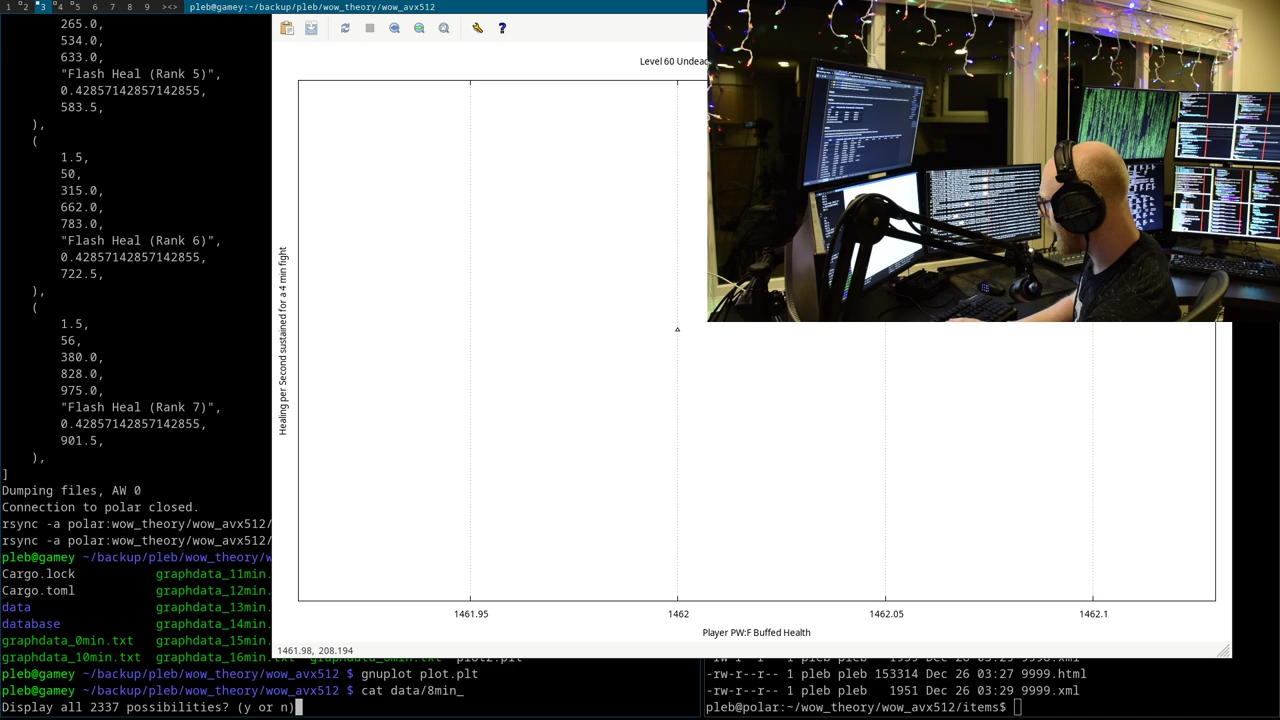 1 2 3 4 5 6 7 8 9 ><> pleb@gamey:~/backup/pleb/wow_theory/wow_avx512
265.0,
534.0,
633.0,
"Flash Heal (Rank 5)",
0.42857142857142855,
583.5,
),
(
1.5,
50,
315.0,
662.0,
783.0,
"Flash Heal (Rank 6)",
0.42857142857142855,
722.5,
),
(
1.5,
56,
380.0,
828.0,
975.0,
"Flash Heal (Rank 7)",
0.42857142857142855,
901.5,
),
]
Dumping files, AW 0
Connection to polar closed.
rsync -a polar:wow_theory/wow_avx512/
rsync -a polar:wow_theory/wow_avx512/
pleb@gamey ~/backup/pleb/wow_theory/w
Cargo.lock graphdata_11min.
Cargo.toml graphdata_12min.
data graphdata_13min.
database graphdata_14min.
graphdata_0min.txt graphdata_15min.
graphdata_10min.txt graphdata_16min.txt
pleb@gamey ~/backup/pleb/wow_theory/wow_avx512 $ gnuplot plot.plt
pleb@gamey ~/backup/pleb/wow_theory/wow_avx512 $ cat data/8min_
Display all 2337 possibilities? (y or n)
Level 60 Undead
Healing per Second sustained for a 4 min fight
1461.95 1462 1462.05 1462.1
Player PW:F Buffed Health
1461.98, 208.194
-rw-r--r-- 1 pleb pleb 153314 Dec 26 03:27 9999.html
-rw-r--r-- 1 pleb pleb 1951 Dec 26 03:29 9999.xml
pleb@polar:~/wow_theory/wow_avx512/items$